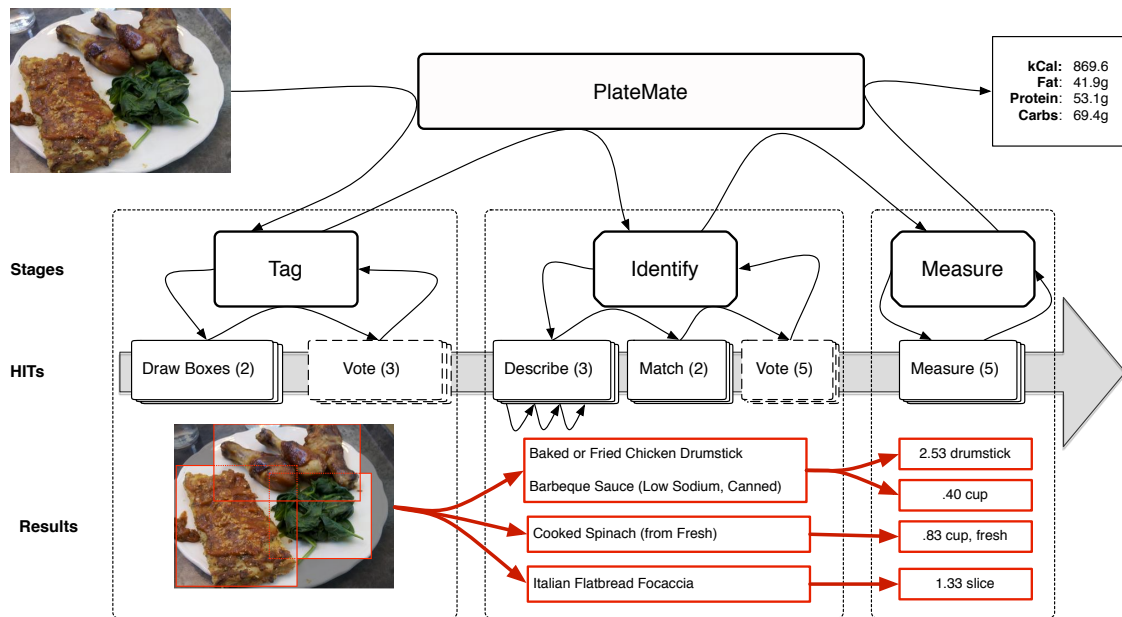 PlateMate
kCal: 869.6
Fat: 41.9g
Protein: 53.1g
Carbs: 69.4g
Stages
Tag
Identify
Measure
HITs
Draw Boxes (2)
Vote (3)
Describe (3)
Match (2)
Vote (5)
Measure (5)
Results
Baked or Fried Chicken Drumstick
Barbeque Sauce (Low Sodium, Canned)
2.53 drumstick
.40 cup
Cooked Spinach (from Fresh)
.83 cup, fresh
Italian Flatbread Focaccia
1.33 slice